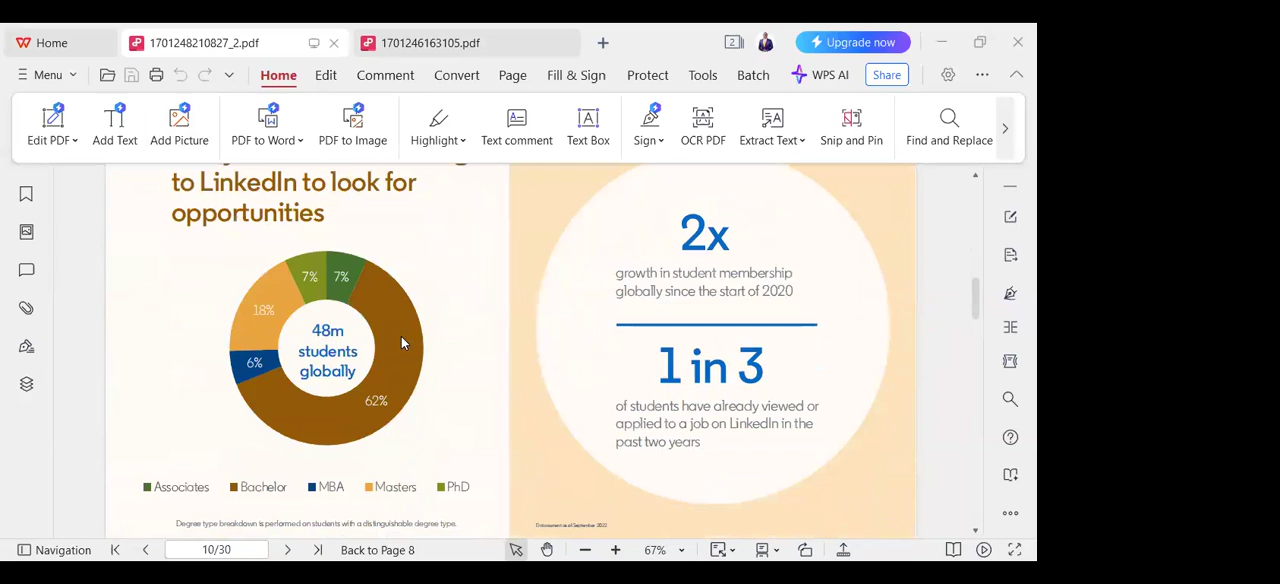 Home
1701248210827_2.pdf
1701246163105.pdf
2
Upgrade now
Menu
Home
Edit
Comment
Convert
Page
Fill & Sign
Protect
Tools
Batch
WPS AI
Share
Edit PDF
Add Text
Add Picture
PDF to Word
PDF to Image
Highlight
Text comment
Text Box
Sign
OCR PDF
Extract Text
Snip and Pin
Find and Replace
to LinkedIn to look for
opportunities
7%
7%
18%
6%
62%
48m
students
globally
Associates
Bachelor
MBA
Masters
PhD
Degree type breakdown is performed on students with a distinguishable degree type.
2x
growth in student membership
globally since the start of 2020
1 in 3
of students have already viewed or
applied to a job on LinkedIn in the
past two years
Navigation
10/30
Back to Page 8
67%